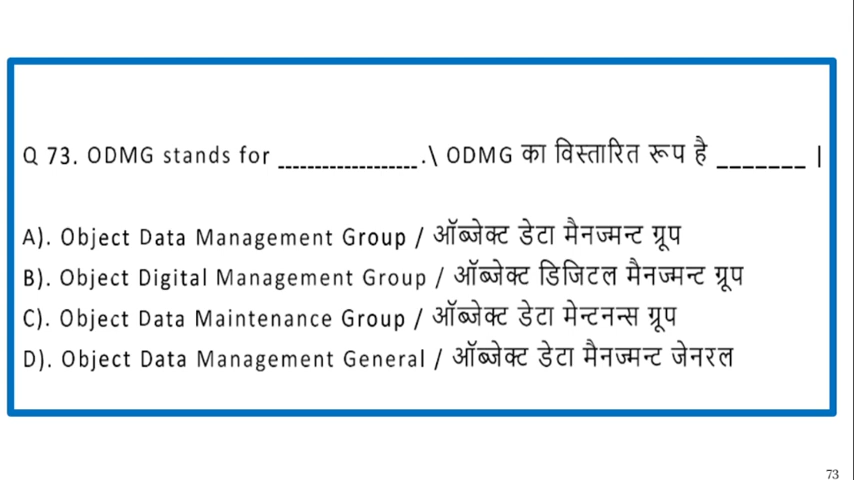 Q 73. ODMG stands for __________________.\ ODMG का विस्तारित रूप है _______ |
A). Object Data Management Group / ऑब्जेक्ट डेटा मैनज्मन्ट ग्रूप
B). Object Digital Management Group / ऑब्जेक्ट डिजिटल मैनज्मन्ट ग्रूप
C). Object Data Maintenance Group / ऑब्जेक्ट डेटा मेन्टनन्स ग्रूप
D). Object Data Management General / ऑब्जेक्ट डेटा मैनज्मन्ट जेनरल
73